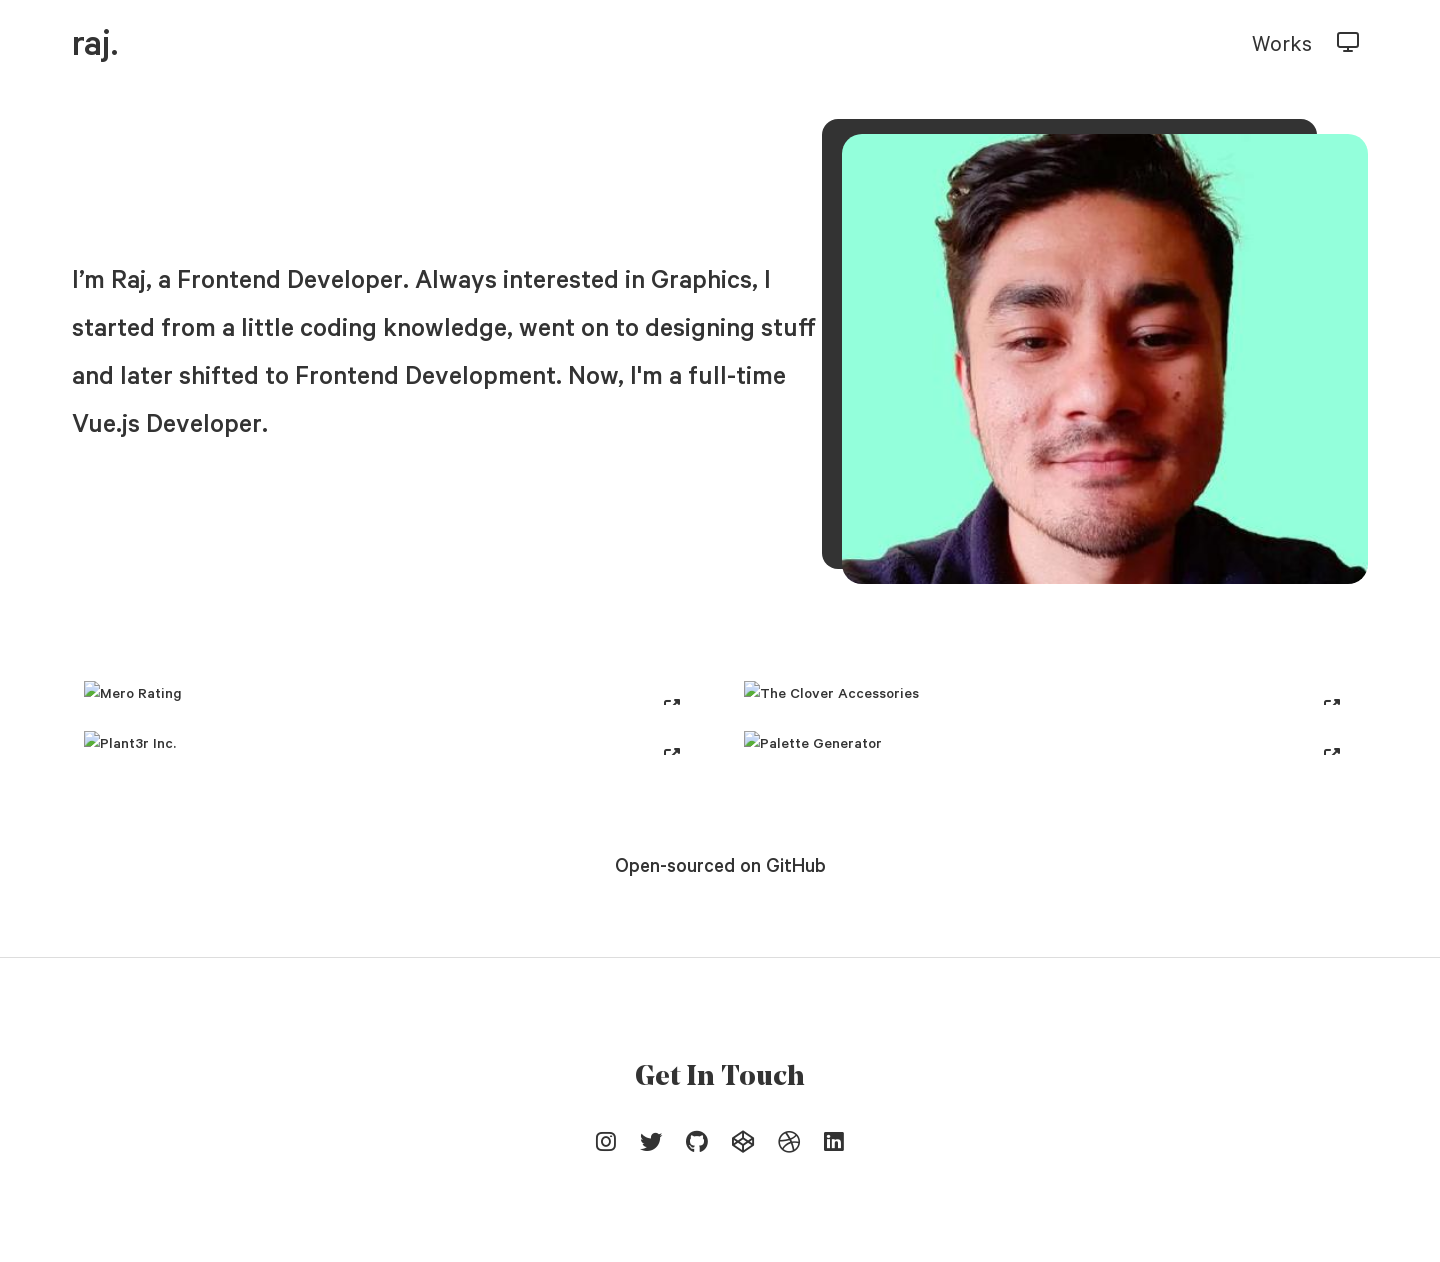 raj.
Works
I’m Raj, a Frontend Developer. Always interested in Graphics, I
started from a little coding knowledge, went on to designing stuff
and later shifted to Frontend Development. Now, I'm a full-time
Vue.js Developer.
Mero Rating
The Clover Accessories
Plant3r Inc.
Palette Generator
Open-sourced on GitHub
Get In Touch